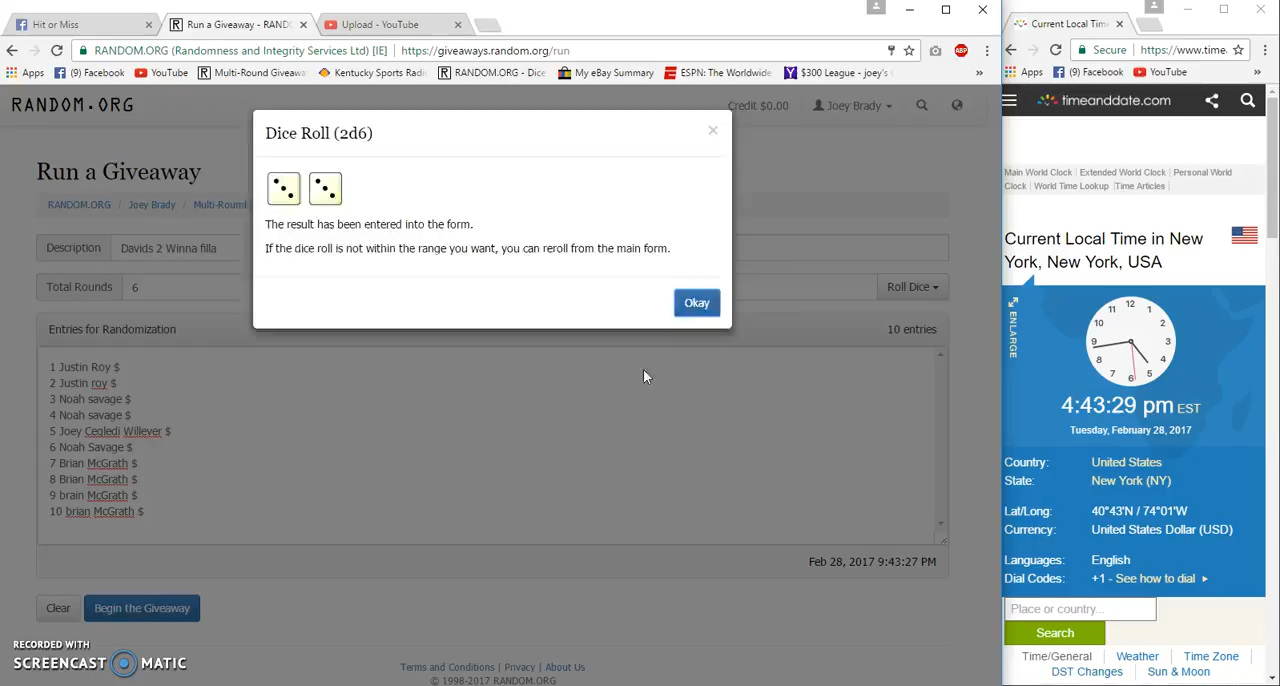 Hit or Miss
Run a Giveaway - RAND
Upload - YouTube
RANDOM.ORG (Randomness and Integrity Services Ltd) [IE]
https://giveaways.random.org/run
ABP
Apps
(9) Facebook
YouTube
Multi-Round Giveawa
Kentucky Sports Radi
RANDOM.ORG - Dice
My eBay Summary
ESPN: The Worldwide
$300 League - joey's
»
RANDOM.ORG
Credit $0.00
Joey Brady
Run a Giveaway
RANDOM.ORG
Joey Brady
Multi-Round
Description
Davids 2 Winna filla
Total Rounds
6
Roll Dice
Dice Roll (2d6)
×
The result has been entered into the form.
If the dice roll is not within the range you want, you can reroll from the main form.
Okay
Entries for Randomization
10 entries
1 Justin Roy $
2 Justin roy $
3 Noah savage $
4 Noah savage $
5 Joey Cegledi Willever $
6 Noah Savage $
7 Brian McGrath $
8 Brian McGrath $
9 brain McGrath $
10 brian McGrath $
Feb 28, 2017 9:43:27 PM
Clear
Begin the Giveaway
RECORDED WITH
SCREENCAST MATIC
Terms and Conditions | Privacy | About Us
© 1998-2017 RANDOM.ORG
Current Local Time
Secure
https://www.time
Apps
(9) Facebook
YouTube
»
timeanddate.com
Main World Clock | Extended World Clock | Personal World
Clock | World Time Lookup | Time Articles |
Current Local Time in New
York, New York, USA
ENLARGE
12
1
2
3
4
5
6
7
8
9
10
11
4:43:29 pm EST
Tuesday, February 28, 2017
Country: United States
State: New York (NY)
Lat/Long: 40°43'N / 74°01'W
Currency: United States Dollar (USD)
Languages: English
Dial Codes: +1 - See how to dial
Place or country...
Search
Time/General | Weather | Time Zone |
DST Changes | Sun & Moon